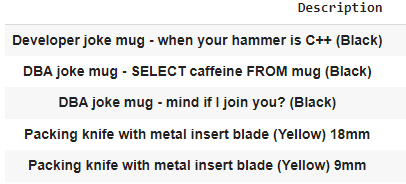 Description
Developer joke mug - when your hammer is C++ (Black)
DBA joke mug - SELECT caffeine FROM mug (Black)
DBA joke mug - mind if I join you? (Black)
Packing knife with metal insert blade (Yellow) 18mm
Packing knife with metal insert blade (Yellow) 9mm